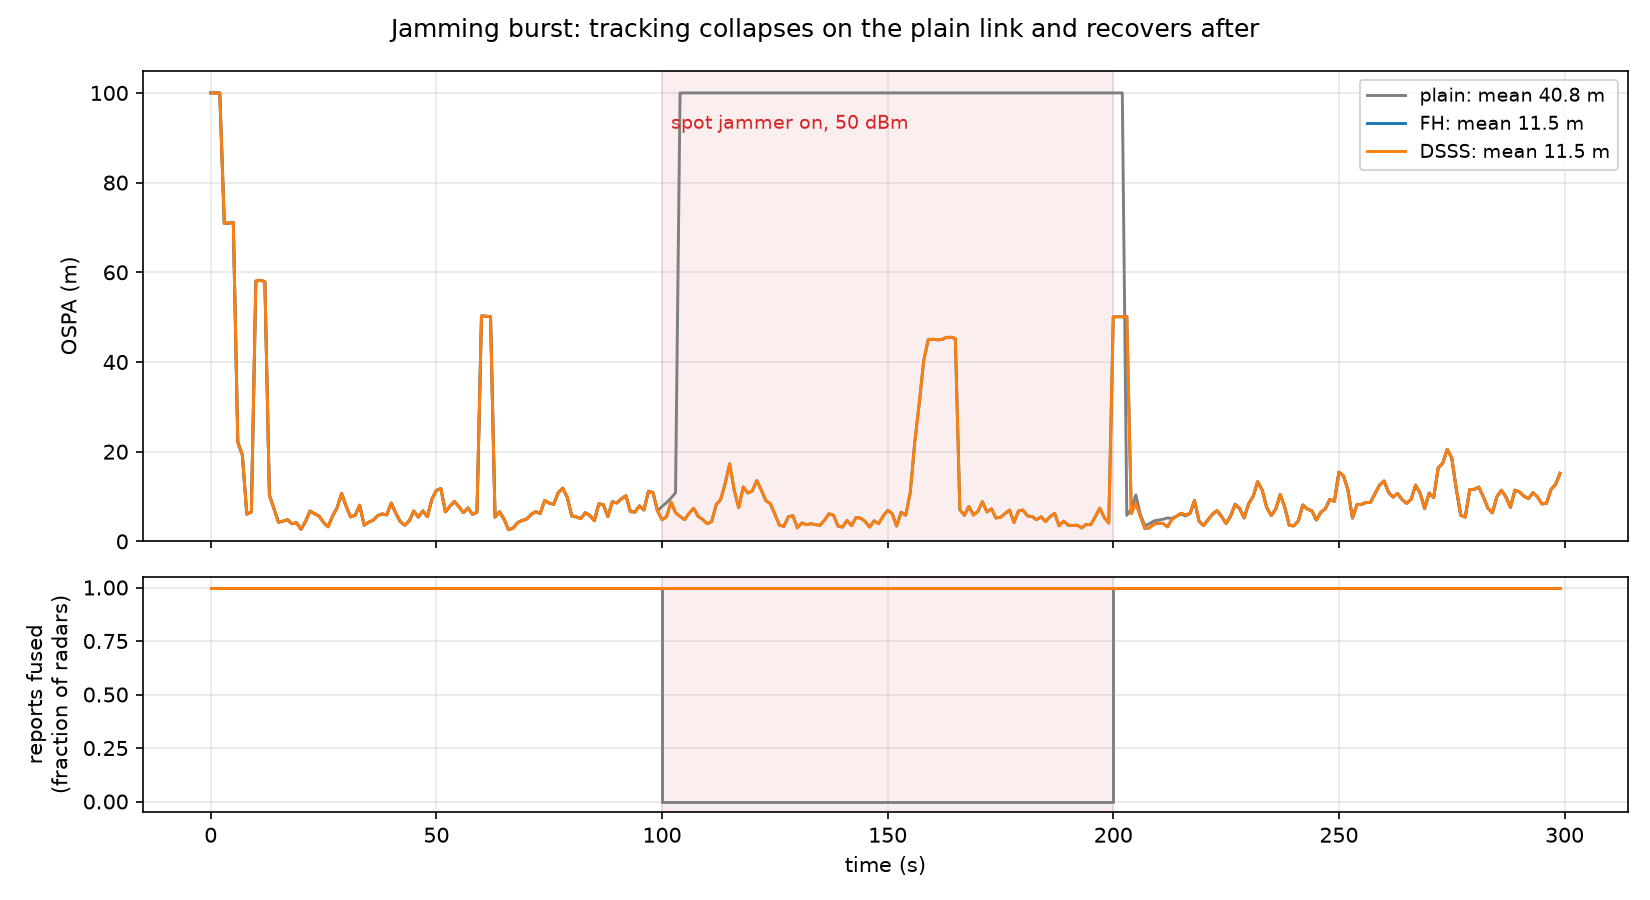 Jamming burst: tracking collapses on the plain link and recovers after
OSPA (m)
100
80
60
40
20
0
spot jammer on, 50 dBm
plain: mean 40.8 m
FH: mean 11.5 m
DSSS: mean 11.5 m
reports fused
(fraction of radars)
1.00
0.75
0.50
0.25
0.00
0 50 100 150 200 250 300
time (s)